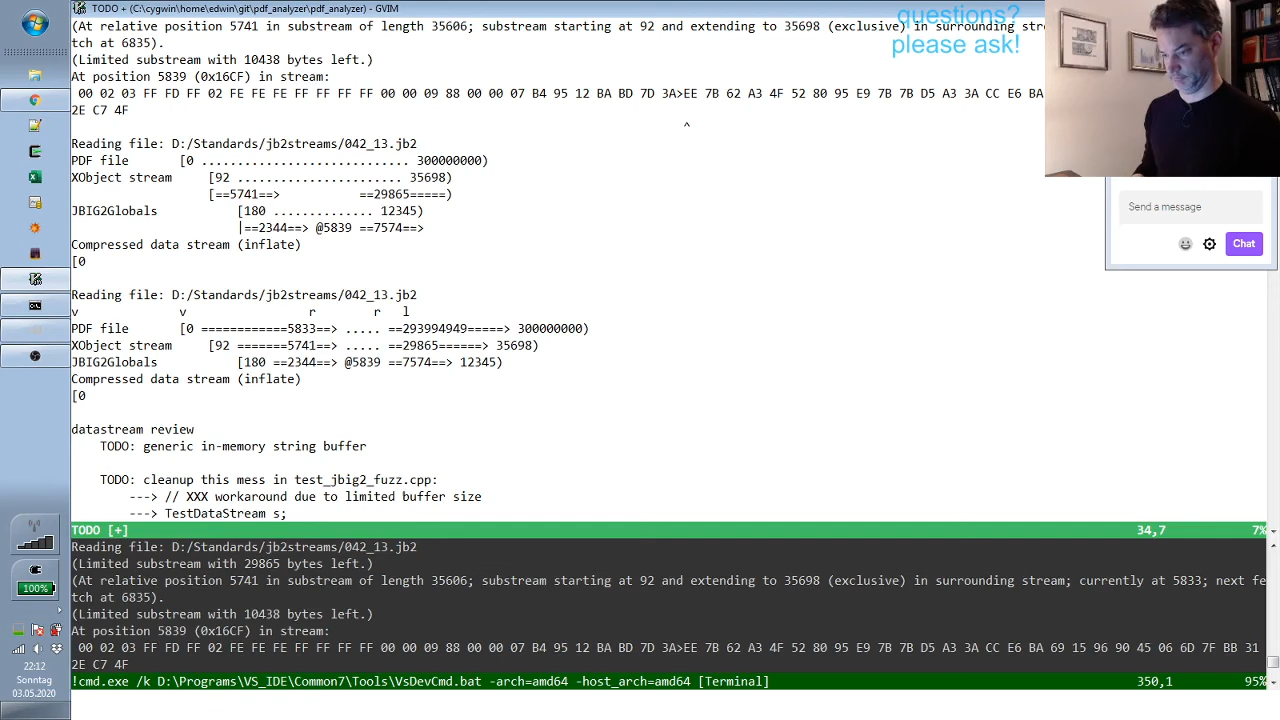 TODO + (C:\cygwin\home\edwin\git\pdf_analyzer\pdf_analyzer) - GVIM
questions?
please ask!
(At relative position 5741 in substream of length 35606; substream starting at 92 and extending to 35698 (exclusive) in surrounding stre
tch at 6835).
(Limited substream with 10438 bytes left.)
At position 5839 (0x16CF) in stream:
 00 02 03 FF FD FF 02 FE FE FE FF FF FF FF 00 00 09 88 00 00 07 B4 95 12 BA BD 7D 3A>EE 7B 62 A3 4F 52 80 95 E9 7B 7B D5 A3 3A CC E6 BA
2E C7 4F
^
Reading file: D:/Standards/jb2streams/042_13.jb2
PDF file       [0 ............................. 300000000)
XObject stream     [92 ....................... 35698)
[==5741==>           ==29865=====)
JBIG2Globals           [180 .............. 12345)
|==2344==> @5839 ==7574==>
Compressed data stream (inflate)
[0
Reading file: D:/Standards/jb2streams/042_13.jb2
v              v                 r        r   l
PDF file       [0 ============5833==> ..... ==293994949=====> 300000000)
XObject stream     [92 =======5741==> ..... ==29865======> 35698)
JBIG2Globals           [180 ==2344==> @5839 ==7574==> 12345)
Compressed data stream (inflate)
[0
datastream review
TODO: generic in-memory string buffer
TODO: cleanup this mess in test_jbig2_fuzz.cpp:
---> // XXX workaround due to limited buffer size
---> TestDataStream s;
TODO [+] 34,7 7%
Reading file: D:/Standards/jb2streams/042_13.jb2
(Limited substream with 29865 bytes left.)
(At relative position 5741 in substream of length 35606; substream starting at 92 and extending to 35698 (exclusive) in surrounding stream; currently at 5833; next fe
tch at 6835).
(Limited substream with 10438 bytes left.)
At position 5839 (0x16CF) in stream:
 00 02 03 FF FD FF 02 FE FE FE FF FF FF FF 00 00 09 88 00 00 07 B4 95 12 BA BD 7D 3A>EE 7B 62 A3 4F 52 80 95 E9 7B 7B D5 A3 3A CC E6 BA 69 15 96 90 45 06 6D 7F BB 31
2E C7 4F
!cmd.exe /k D:\Programs\VS_IDE\Common7\Tools\VsDevCmd.bat -arch=amd64 -host_arch=amd64 [Terminal] 350,1 95%
Send a message
Chat
100%
22:12
Sonntag
03.05.2020